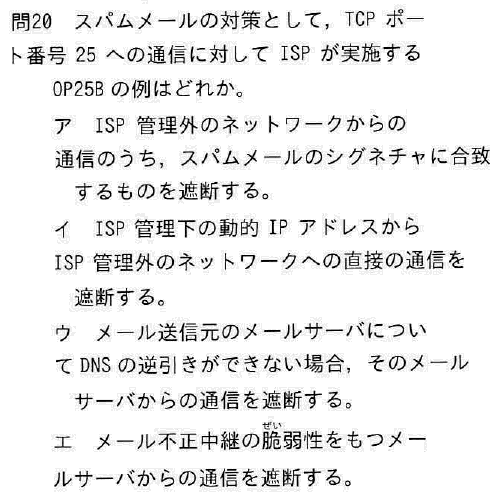 問20 スパムメールの対策として，TCP ポー
ト番号 25 への通信に対して ISP が実施する
OP25B の例はどれか。
ア ISP 管理外のネットワークからの
通信のうち，スパムメールのシグネチャに合致
するものを遮断する。
イ ISP 管理下の動的 IP アドレスから
ISP 管理外のネットワークへの直接の通信を
遮断する。
ウ メール送信元のメールサーバについ
て DNS の逆引きができない場合，そのメール
サーバからの通信を遮断する。
ぜい
エ メール不正中継の脆弱性をもつメー
ルサーバからの通信を遮断する。